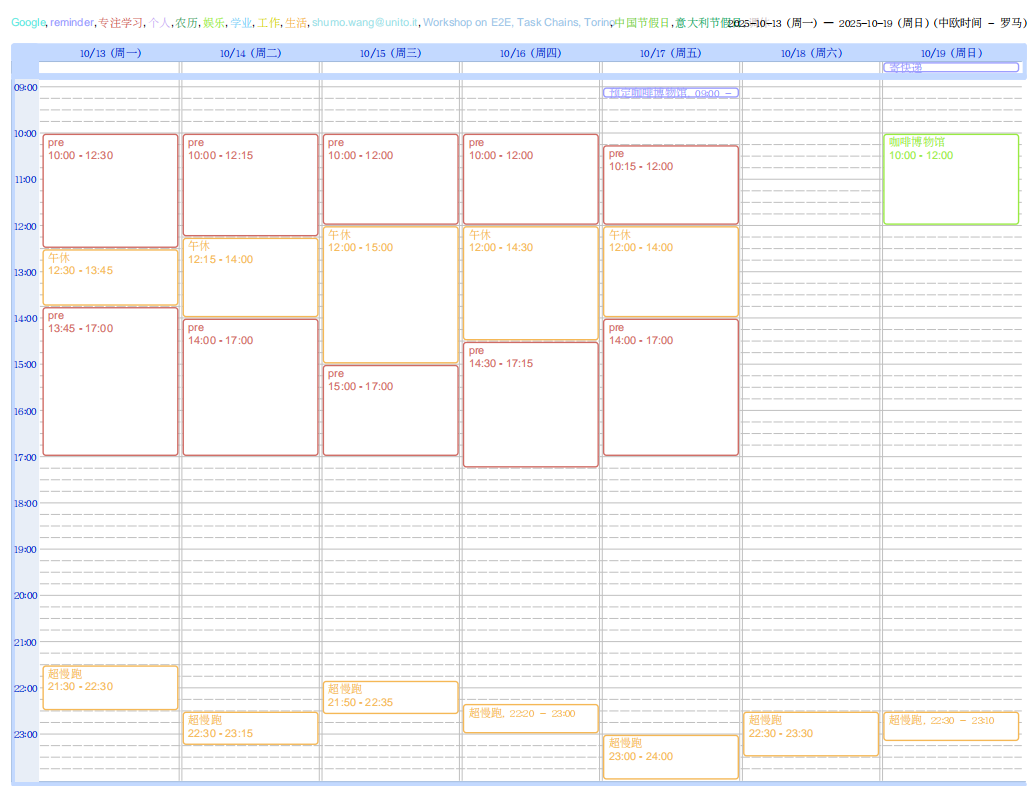 Google, reminder, 专注学习, 个人, 农历, 娱乐, 学业, 工作, 生活, shumo.wang@unito.it, Workshop on E2E, Task Chains, Torino, 中国节假日, 意大利节假日, 2025-10-13 (周一) — 2025-10-19 (周日) (中欧时间 - 罗马)
10/13 (周一) 10/14 (周二) 10/15 (周三) 10/16 (周四) 10/17 (周五) 10/18 (周六) 10/19 (周日)
寄快递
09:00
预定咖啡博物馆, 09:00 -
10:00
pre
10:00 - 12:30
pre
10:00 - 12:15
pre
10:00 - 12:00
pre
10:00 - 12:00
pre
10:15 - 12:00
咖啡博物馆
10:00 - 12:00
11:00
12:00
午休
12:30 - 13:45
午休
12:15 - 14:00
午休
12:00 - 15:00
午休
12:00 - 14:30
午休
12:00 - 14:00
13:00
14:00
pre
13:45 - 17:00
pre
14:00 - 17:00
pre
15:00 - 17:00
pre
14:30 - 17:15
pre
14:00 - 17:00
15:00
16:00
17:00
18:00
19:00
20:00
21:00
超慢跑
21:30 - 22:30
超慢跑
22:30 - 23:15
超慢跑
21:50 - 22:35
超慢跑, 22:20 - 23:00
超慢跑
23:00 - 24:00
超慢跑
22:30 - 23:30
超慢跑, 22:30 - 23:10
22:00
23:00